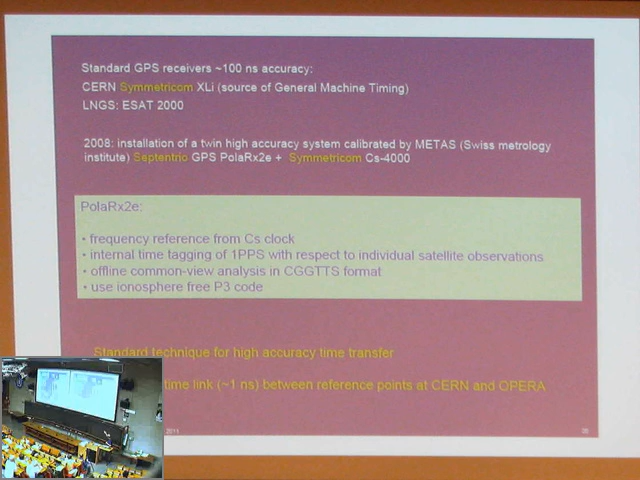 Standard GPS receivers ~100 ns accuracy:
CERN Symmetricom XLi (source of General Machine Timing)
LNGS: ESAT 2000
2008: installation of a twin high accuracy system calibrated by METAS (Swiss metrology
institute) Septentrio GPS PolaRx2e + Symmetricom Cs-4000
PolaRx2e:
• frequency reference from Cs clock
• internal time tagging of 1PPS with respect to individual satellite observations
• offline common-view analysis in CGGTTS format
• use ionosphere free P3 code
Standard technique for high accuracy time transfer
time link (~1 ns) between reference points at CERN and OPERA
2011